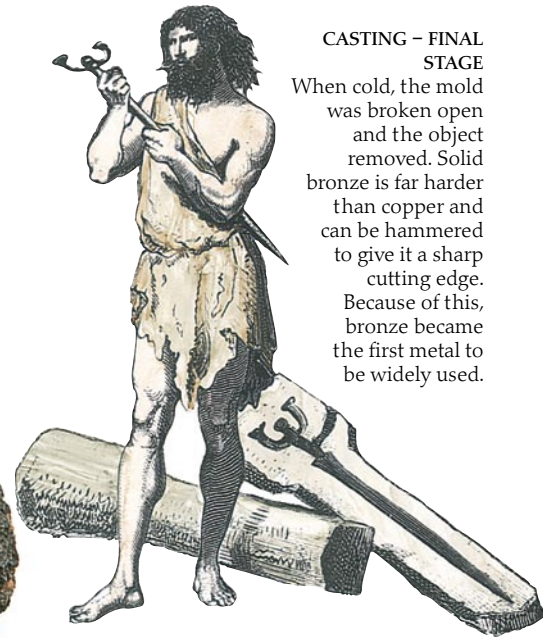 CASTING – FINAL
STAGE
When cold, the mold
was broken open
and the object
removed. Solid
bronze is far harder
than copper and
can be hammered
to give it a sharp
cutting edge.
Because of this,
bronze became
the first metal to
be widely used.